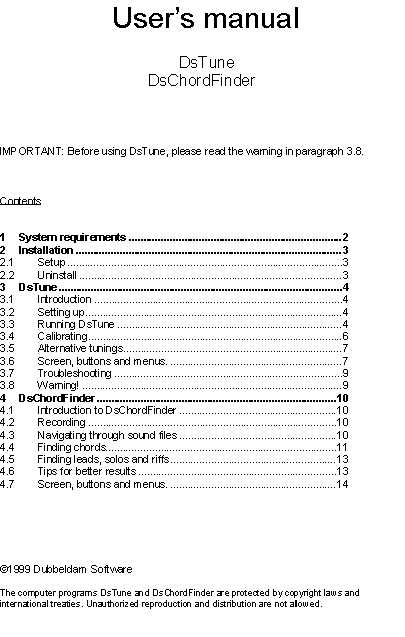 User's manual
DsTune
DsChordFinder
IMPORTANT: Before using DsTune, please read the warning in paragraph 3.8.
Contents
1 System requirements ........................................ 2
2 Installation ........................................ 3
2.1 Setup ........................................ 3
2.2 Uninstall ........................................ 3
3 DsTune ........................................ 4
3.1 Introduction ........................................ 4
3.2 Setting up ........................................ 4
3.3 Running DsTune ........................................ 4
3.4 Calibrating ........................................ 6
3.5 Alternative tunings ........................................ 7
3.6 Screen, buttons and menus. ........................................ 7
3.7 Troubleshooting ........................................ 9
3.8 Warning! ........................................ 9
4 DsChordFinder ........................................ 10
4.1 Introduction to DsChordFinder ........................................ 10
4.2 Recording ........................................ 10
4.3 Navigating through sound files ........................................ 10
4.4 Finding chords ........................................ 11
4.5 Finding leads, solos and riffs ........................................ 13
4.6 Tips for better results ........................................ 13
4.7 Screen, buttons and menus. ........................................ 14
©1999 Dubbeldam Software
The computer programs DsTune and DsChordFinder are protected by copyright laws and
international treaties. Unauthorized reproduction and distribution are not allowed.